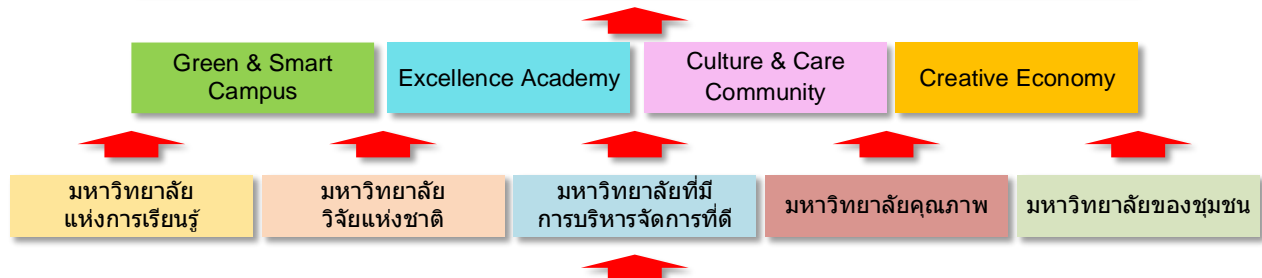 Green & Smart
Campus
Excellence Academy
Culture & Care
Community
Creative Economy
มหาวิทยาลัย
แห่งการเรียนรู้
มหาวิทยาลัย
วิจัยแห่งชาติ
มหาวิทยาลัยที่มี
การบริหารจัดการที่ดี
มหาวิทยาลัยคุณภาพ
มหาวิทยาลัยของชุมชน